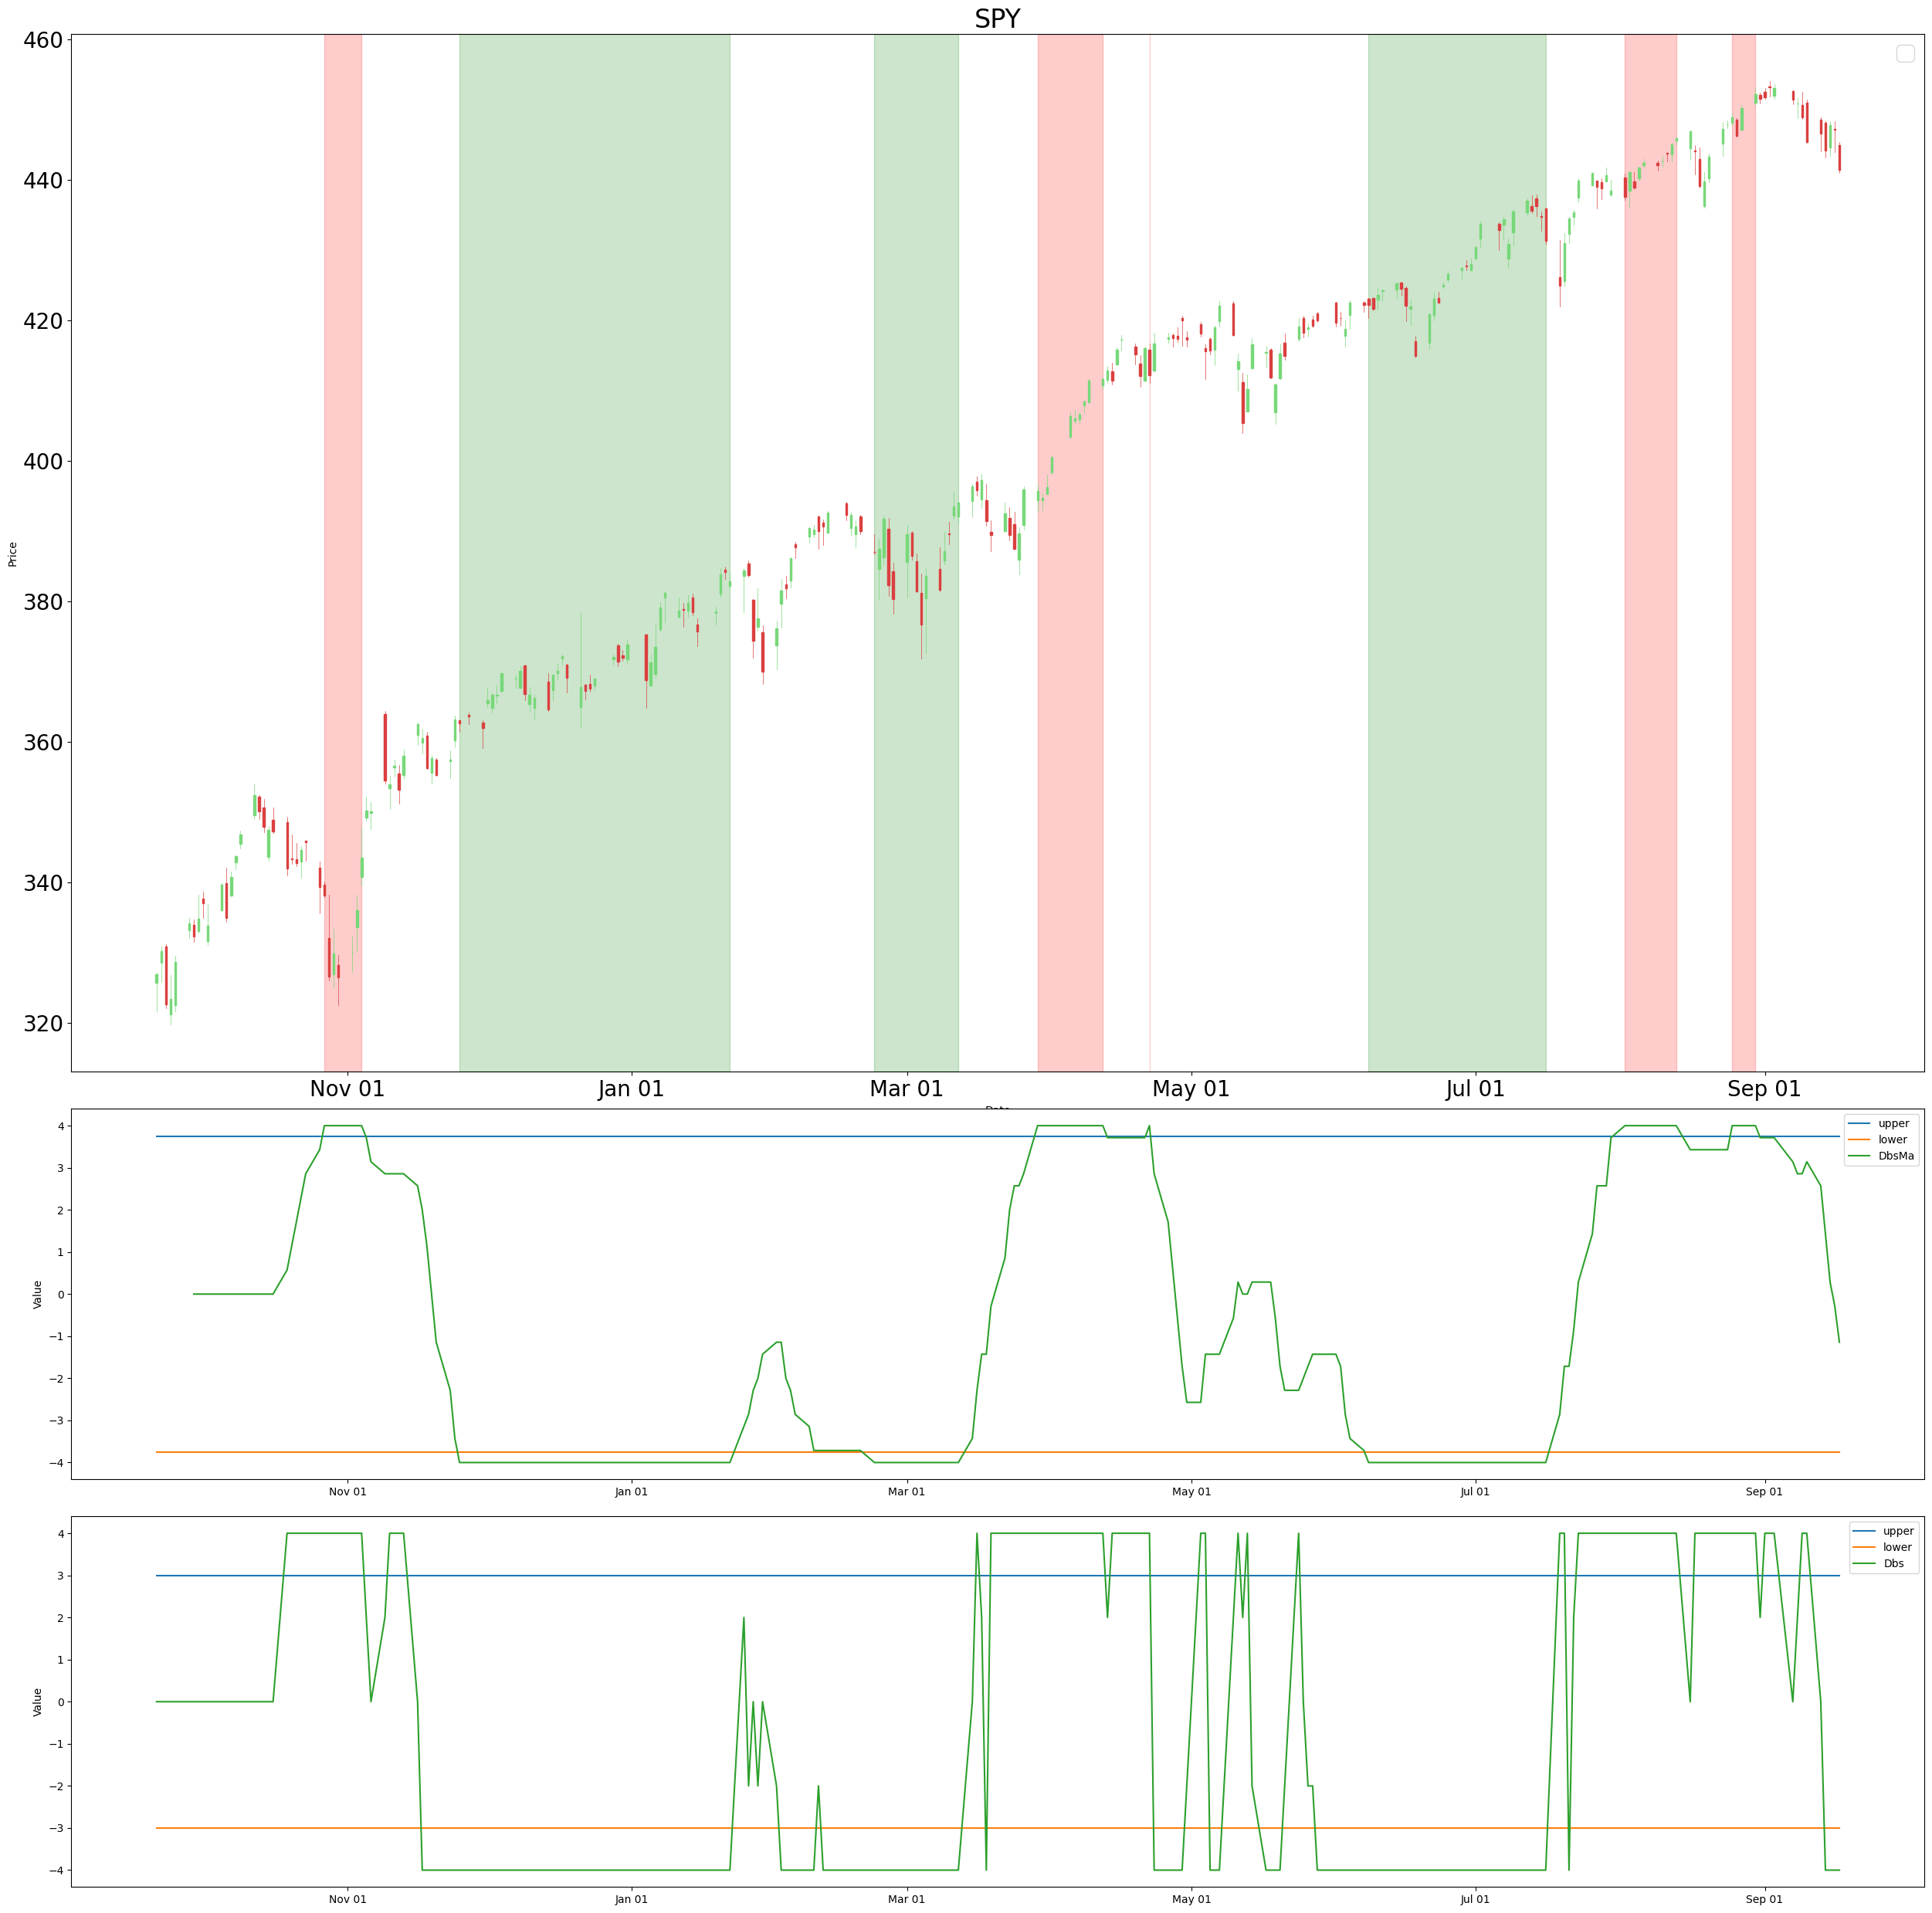 SPY
460
440
420
400
380
360
340
320
Price
Nov 01
Jan 01
Mar 01
May 01
Jul 01
Sep 01
4
3
2
1
0
−1
−2
−3
−4
Value
upper
lower
DbsMa
Nov 01
Jan 01
Mar 01
May 01
Jul 01
Sep 01
4
3
2
1
0
−1
−2
−3
−4
Value
upper
lower
Dbs
Nov 01
Jan 01
Mar 01
May 01
Jul 01
Sep 01